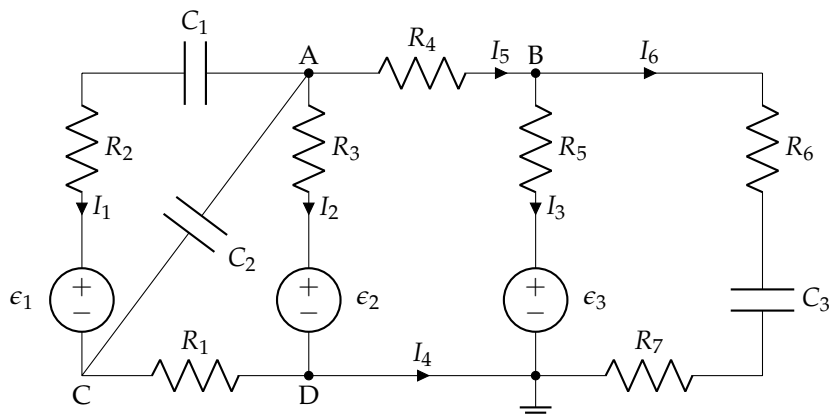 C₁
A
R₄
I₅
B
I₆
R₂
R₃
R₅
R₆
I₁
I₂
I₃
C₂
ϵ₁
+
−
ϵ₂
+
−
ϵ₃
+
−
C₃
R₁
I₄
R₇
C
D